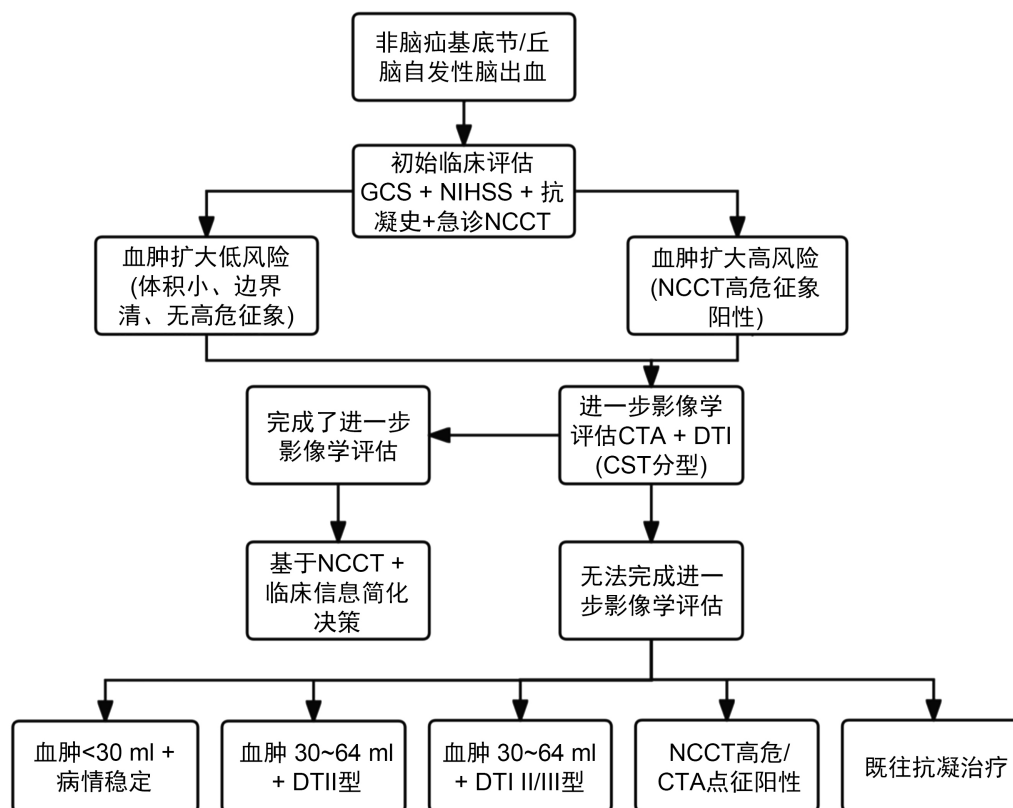 非脑疝基底节/丘
脑自发性脑出血
初始临床评估
GCS + NIHSS + 抗
凝史+急诊NCCT
血肿扩大低风险
(体积小、边界
清、无高危征象)
血肿扩大高风险
(NCCT高危征象
阳性)
完成了进一步
影像学评估
进一步影像学
评估CTA + DTI
(CST分型)
基于NCCT +
临床信息简化
决策
无法完成进一
步影像学评估
血肿<30 ml +
病情稳定
血肿 30~64 ml
+ DTII型
血肿 30~64 ml
+ DTI II/III型
NCCT高危/
CTA点征阳性
既往抗凝治疗